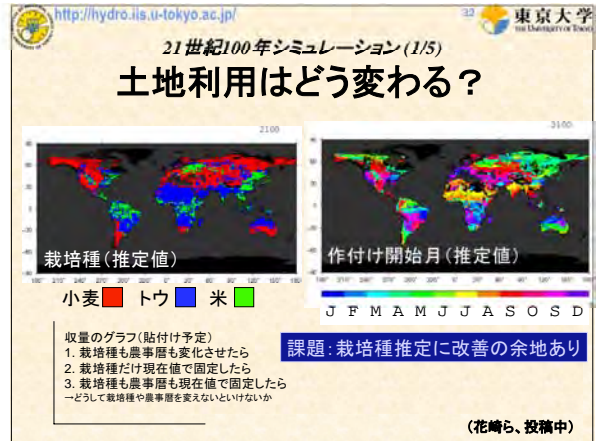 http://hydro.iis.u-tokyo.ac.jp/
32
東京大学
THE UNIVERSITY OF TOKYO
21世紀100年シミュレーション(1/5)
土地利用はどう変わる？
2100
2100
栽培種(推定値)
作付け開始月(推定値)
小麦 トウ 米
J F M A M J J A S O S D
収量のグラフ(貼付け予定)
1. 栽培種も農事暦も変化させたら
2. 栽培種だけ現在値で固定したら
3. 栽培種も農事暦も現在値で固定したら
→どうして栽培種や農事暦を変えないといけないか
課題：栽培種推定に改善の余地あり
(花崎ら、投稿中)